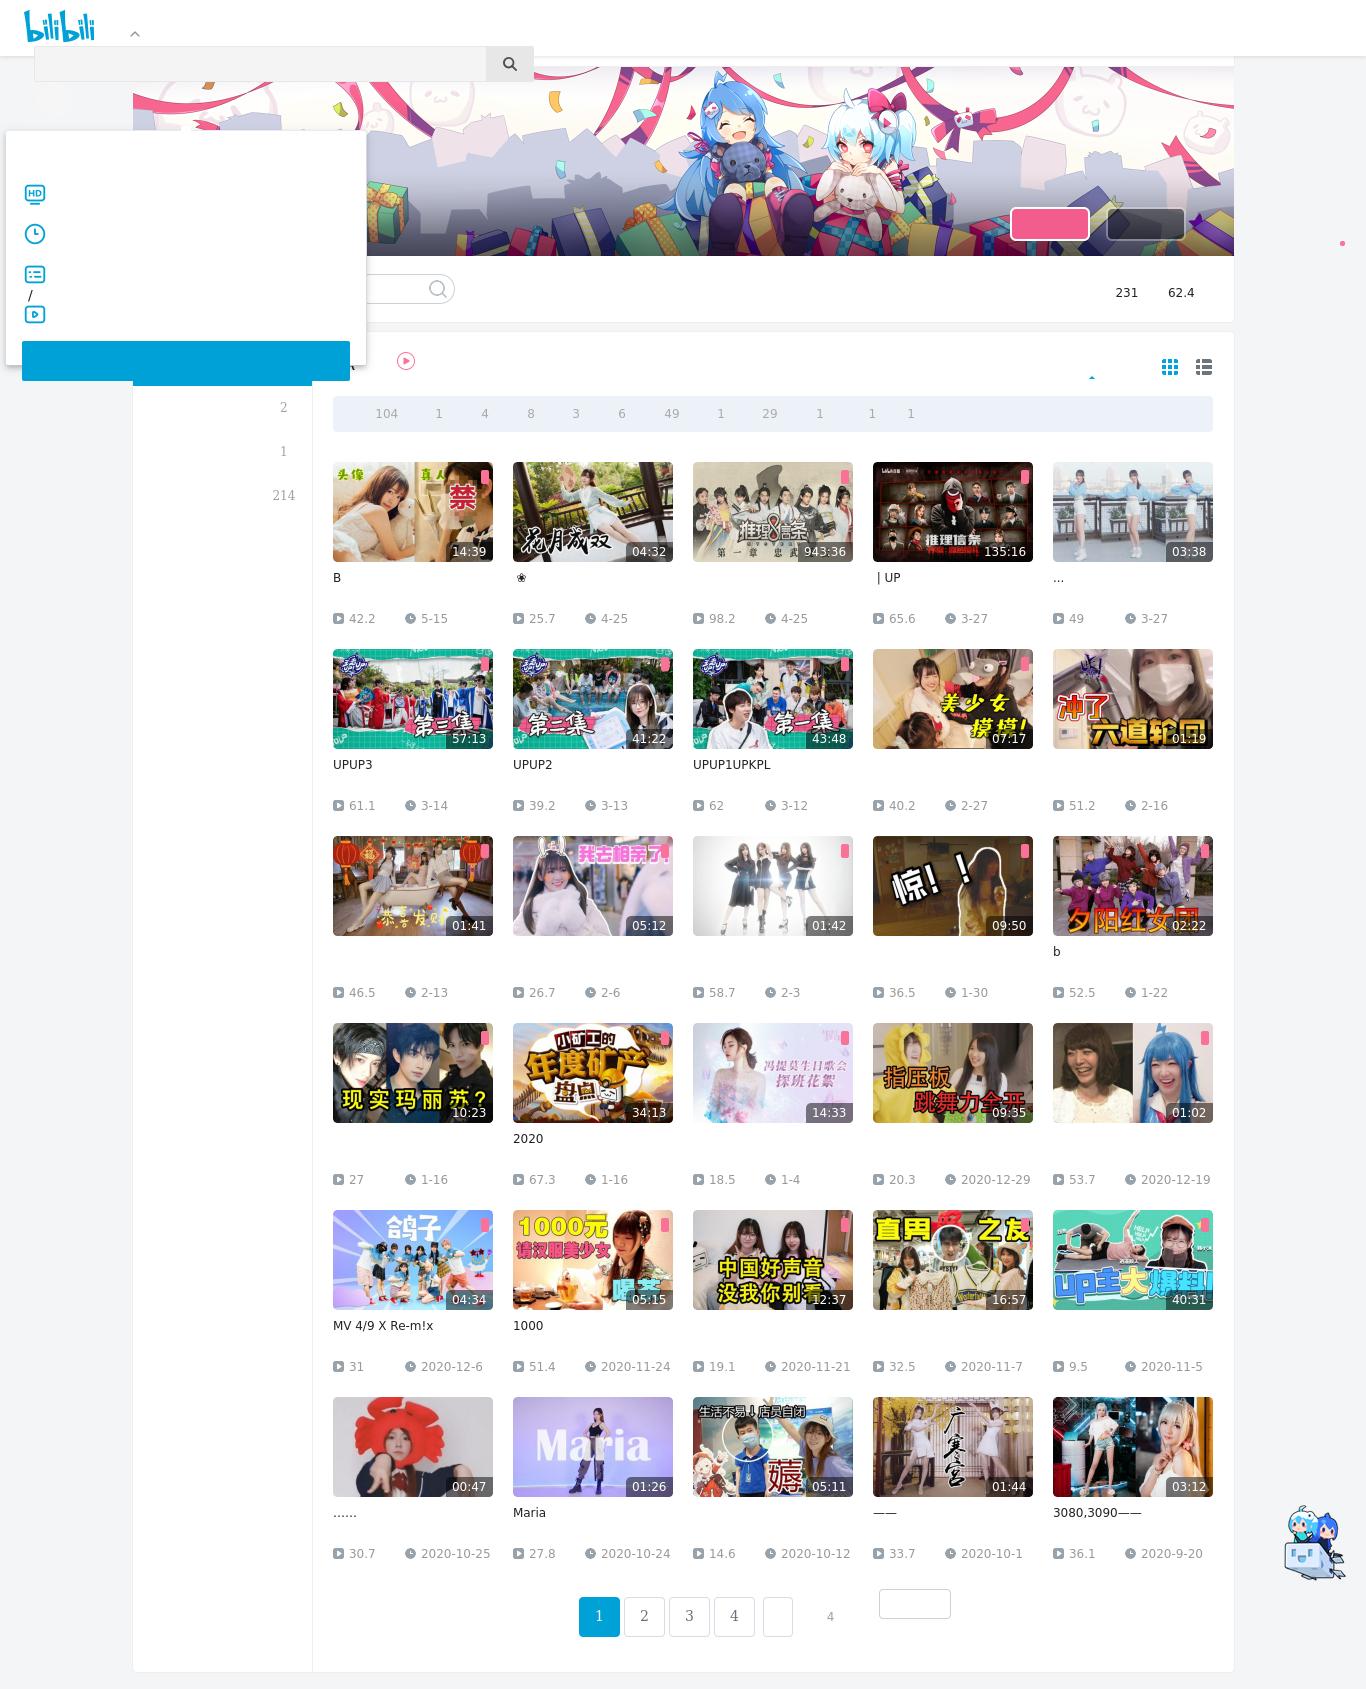 bilibili
HD
/
231 62.4
2
1
214
104 1 4 8 3 6 49 1 29 1 1 1
头像 真人
禁
14:39
花月成双
04:32
推理信条
第一章 忠武
943:36
推理信条
135:16
03:38
B
❀
| UP
...
42.2 5-15
25.7 4-25
98.2 4-25
65.6 3-27
49 3-27
第三集
57:13
第二集
41:22
第一集
43:48
美少女
摸摸!
07:17
冲了
六道轮回
01:19
UPUP3
UPUP2
UPUP1UPKPL
61.1 3-14
39.2 3-13
62 3-12
40.2 2-27
51.2 2-16
恭喜发财
01:41
我去相亲了
05:12
01:42
惊!!
09:50
夕阳红女团
02:22
b
46.5 2-13
26.7 2-6
58.7 2-3
36.5 1-30
52.5 1-22
现实玛丽苏?
10:23
小矿工的
年度矿产
盘点
34:13
冯提莫生日歌会
探班花絮
14:33
指压板
跳舞力全开
09:35
01:02
2020
27 1-16
67.3 1-16
18.5 1-4
20.3 2020-12-29
53.7 2020-12-19
鸽子
04:34
1000元
请汉服美少女
喝茶
05:15
中国好声音
没我你别看
12:37
直男 之友
16:57
up主大爆料
40:31
MV 4/9 X Re-m!x
1000
31 2020-12-6
51.4 2020-11-24
19.1 2020-11-21
32.5 2020-11-7
9.5 2020-11-5
00:47
Maria
01:26
生活不易↓店员自闭
薅
05:11
广寒宫
01:44
03:12
......
Maria
——
3080,3090——
30.7 2020-10-25
27.8 2020-10-24
14.6 2020-10-12
33.7 2020-10-1
36.1 2020-9-20
1 2 3 4 4